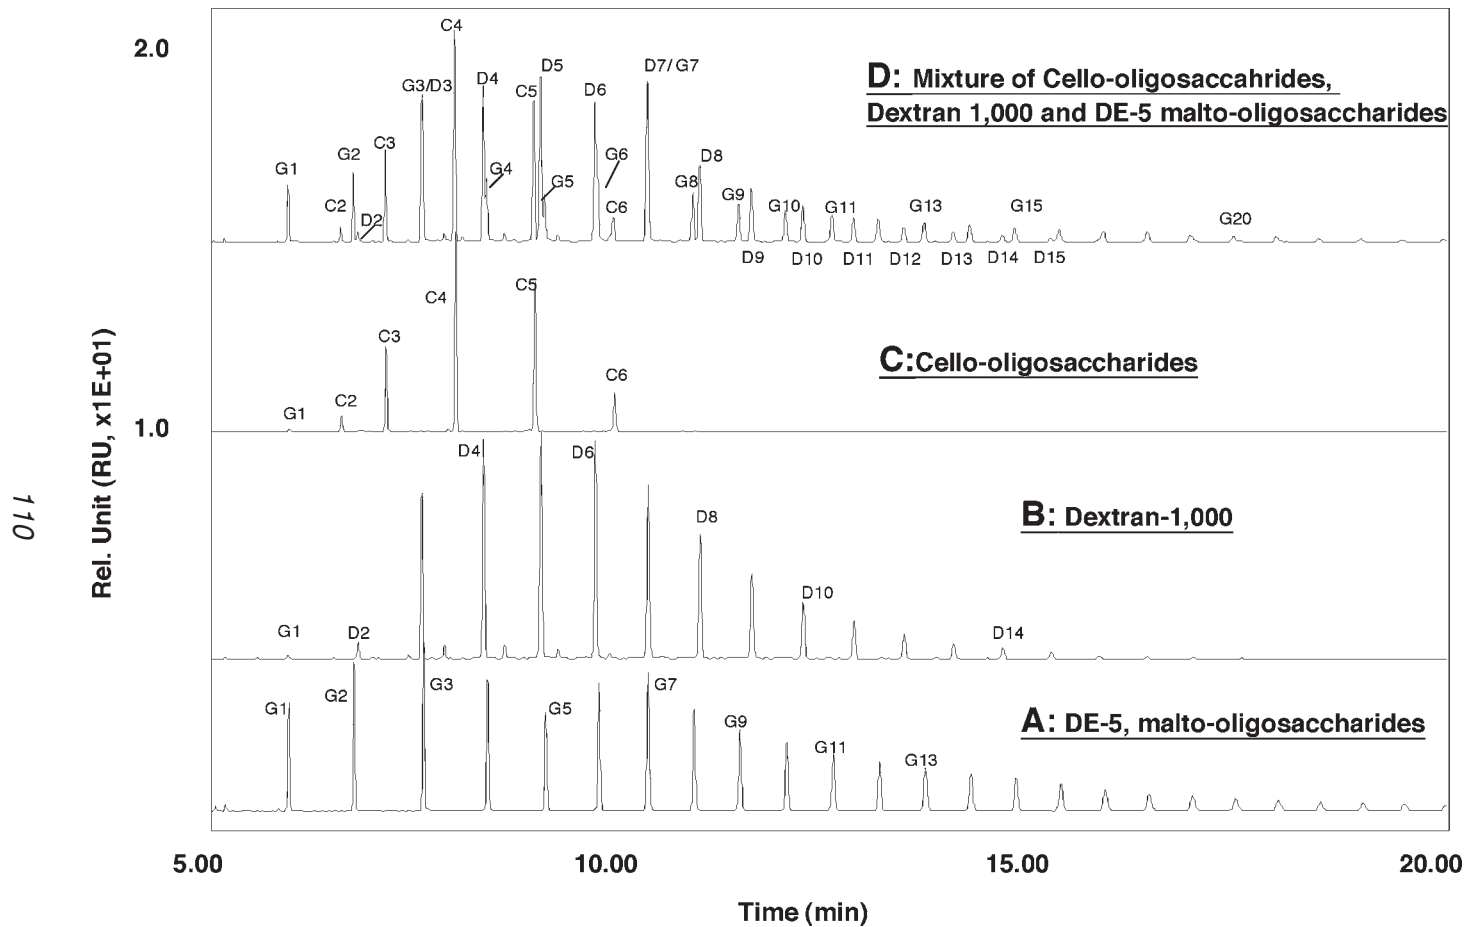 2.0
1.0
Rel. Unit (RU, x1E+01)
110
C4
G3/D3
D4
C5
D5
D6
D7/G7
D: Mixture of Cello-oligosaccahrides,
Dextran 1,000 and DE-5 malto-oligosaccharides
G1
G2
C3
C2
D2
G4
G5
G6
C6
D8
G8
G9
G10
G11
G13
G15
G20
D9
D10
D11
D12
D13
D14
D15
C4
C5
C3
C2
G1
C6
C:Cello-oligosaccharides
D4
D6
D8
D10
D14
G1
D2
B: Dextran-1,000
G1
G2
G3
G5
G7
G9
G11
G13
A: DE-5, malto-oligosaccharides
5.00
10.00
15.00
20.00
Time (min)